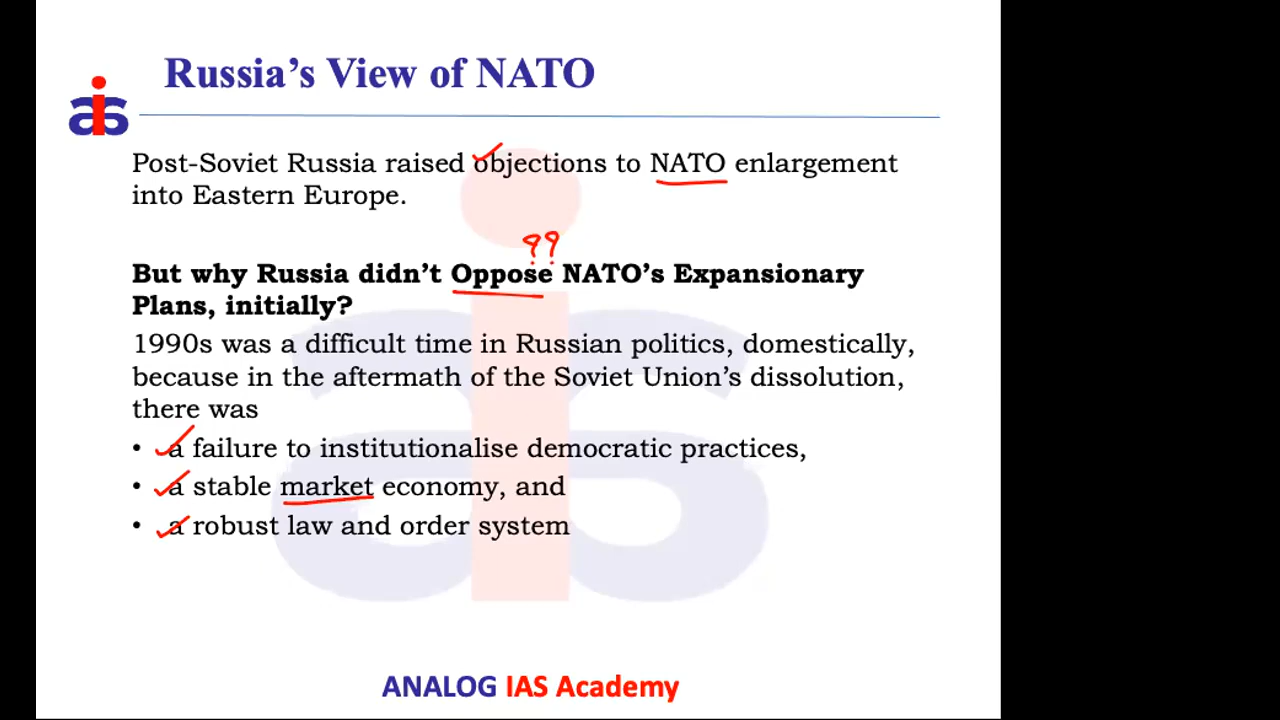 Russia's View of NATO
Post-Soviet Russia raised objections to NATO enlargement
into Eastern Europe.
??
But why Russia didn't Oppose NATO's Expansionary
Plans, initially?
1990s was a difficult time in Russian politics, domestically,
because in the aftermath of the Soviet Union's dissolution,
there was
• a failure to institutionalise democratic practices,
• a stable market economy, and
• a robust law and order system
ANALOG IAS Academy